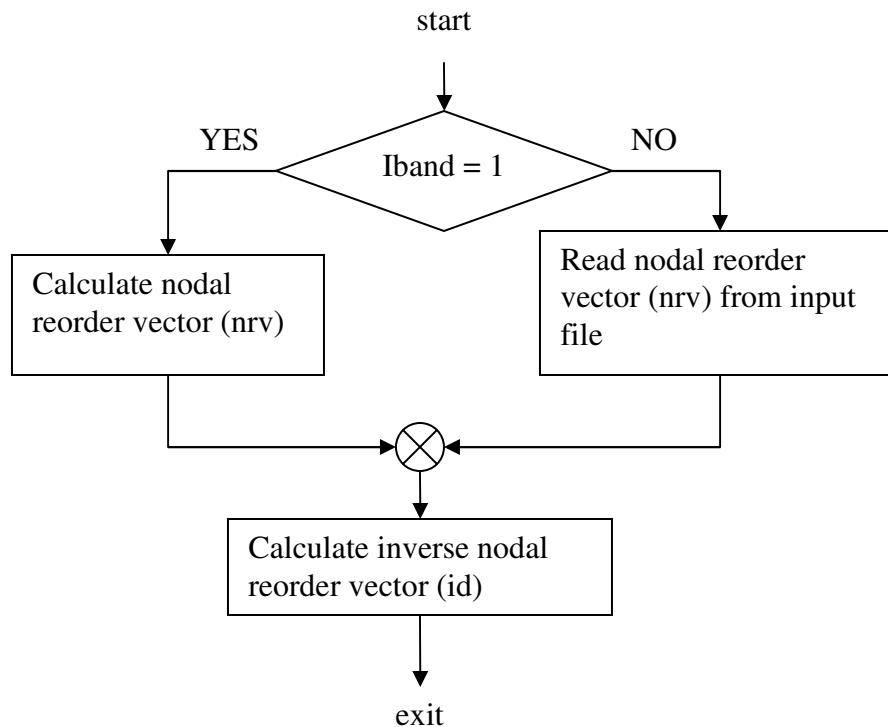 start
YES
NO
Iband = 1
Calculate nodal
reorder vector (nrv)
Read nodal reorder
vector (nrv) from input
file
Calculate inverse nodal
reorder vector (id)
exit